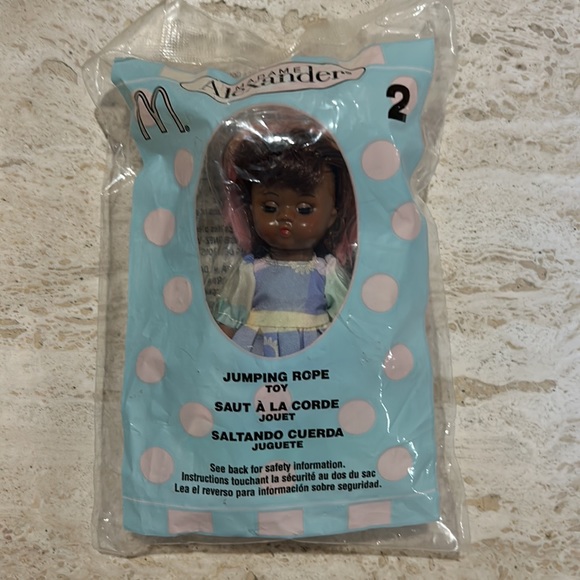 MADAME
Alexander
M
2
JUMPING ROPE
TOY
SAUT À LA CORDE
JOUET
SALTANDO CUERDA
JUGUETE
See back for safety information.
Instructions touchant la sécurité au dos du sac
Lea el reverso para información sobre seguridad.